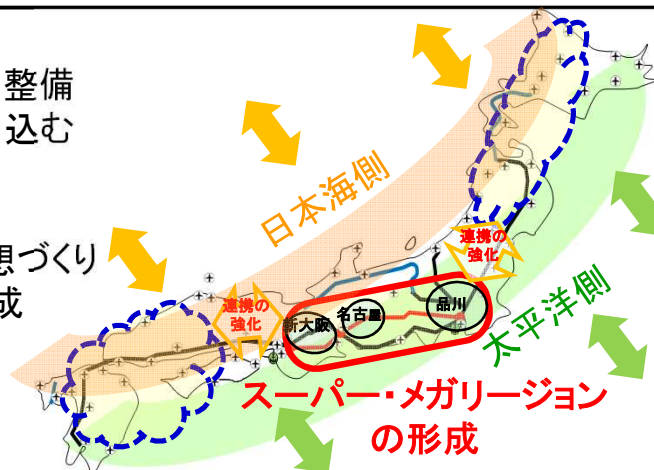 整備
込む
想づくり
成
日本海側
連携の
強化
連携の
強化
新大阪
名古屋
品川
太平洋側
スーパー・メガリージョン
の形成